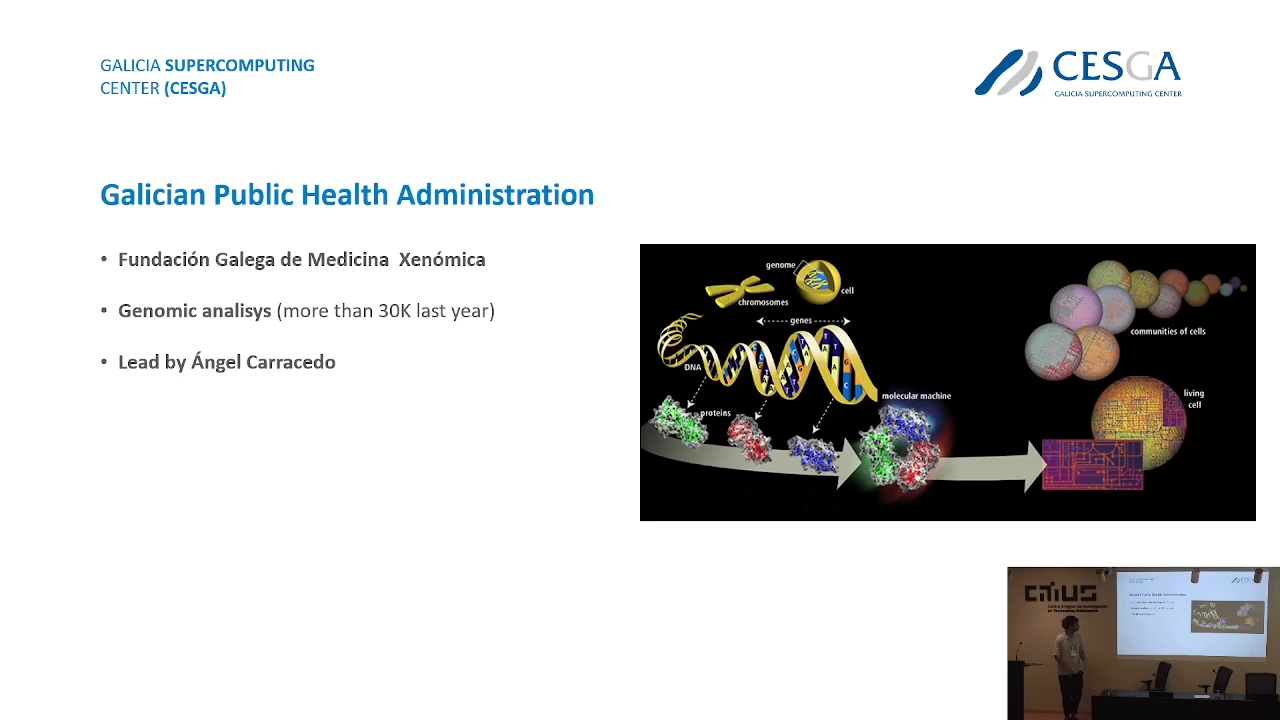 GALICIA SUPERCOMPUTING
CENTER (CESGA)
CESGA
GALICIA SUPERCOMPUTING CENTER
Galician Public Health Administration
• Fundación Galega de Medicina Xenómica
• Genomic analisys (more than 30K last year)
• Lead by Ángel Carracedo
genome
cell
chromosomes
genes
DNA
proteins
molecular machine
communities of cells
living
cell
CiTIUS